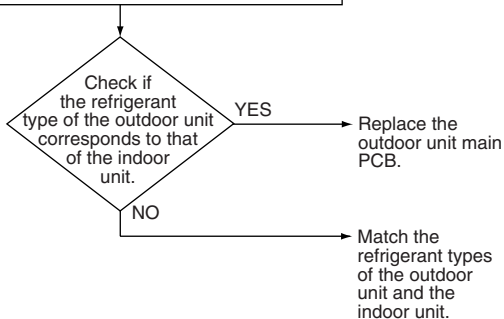 Check if
the refrigerant
type of the outdoor unit
corresponds to that
of the indoor
unit.
YES
Replace the
outdoor unit main
PCB.
NO
Match the
refrigerant types
of the outdoor
unit and the
indoor unit.